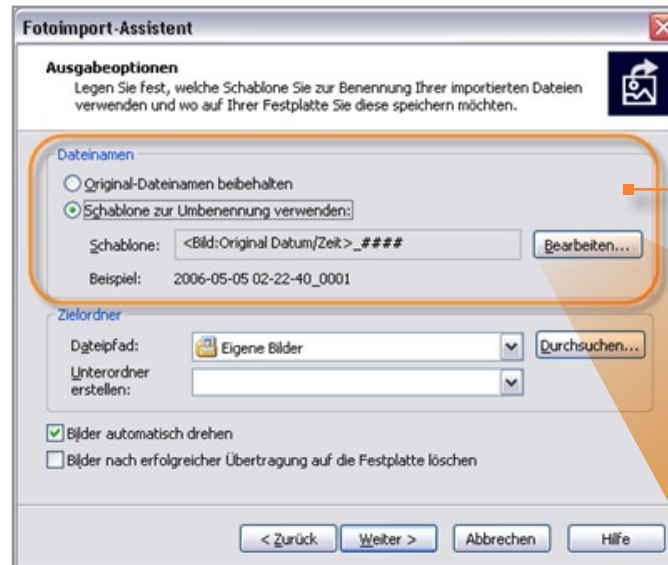 Fotoimport-Assistent
Ausgabeoptionen
Legen Sie fest, welche Schablone Sie zur Benennung Ihrer importierten Dateien
verwenden und wo auf Ihrer Festplatte Sie diese speichern möchten.
Dateinamen
Original-Dateinamen beibehalten
Schablone zur Umbenennung verwenden:
Schablone: <Bild:Original Datum/Zeit>_#### Bearbeiten...
Beispiel: 2006-05-05 02-22-40_0001
Zielordner
Dateipfad: Eigene Bilder Durchsuchen...
Unterordner
erstellen:
Bilder automatisch drehen
Bilder nach erfolgreicher Übertragung auf die Festplatte löschen
< Zurück Weiter > Abbrechen Hilfe